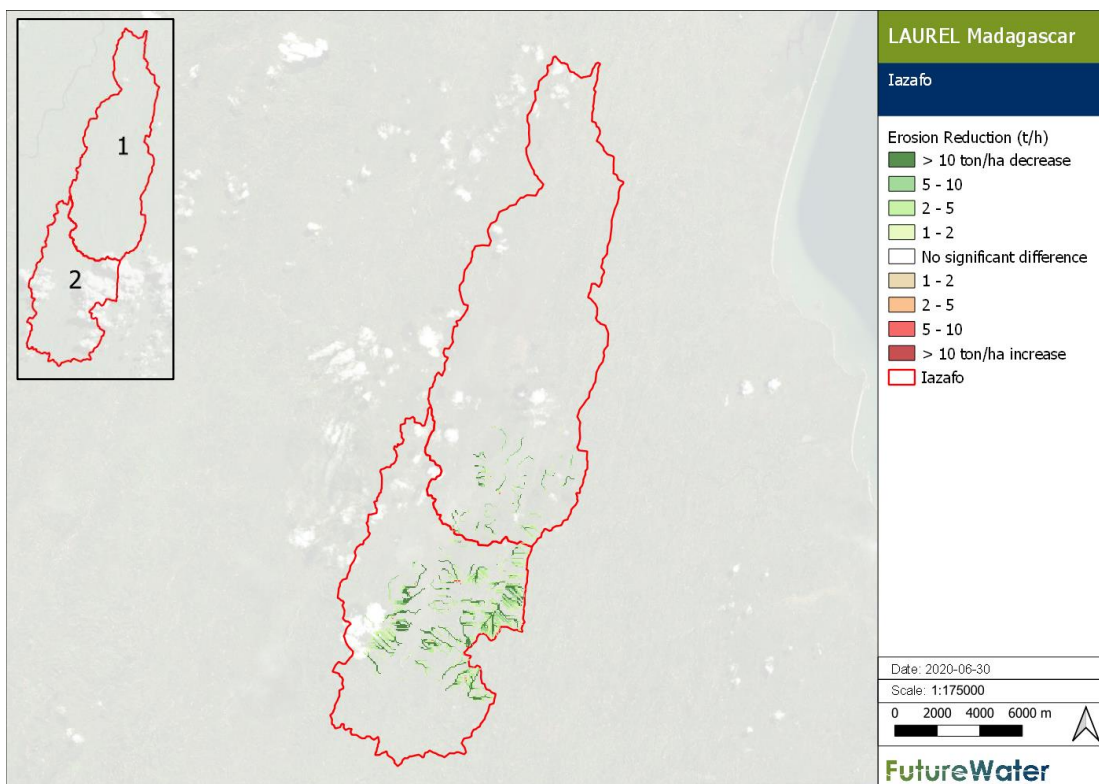 1
2
LAUREL Madagascar
Iazafo
Erosion Reduction (t/h)
> 10 ton/ha decrease
5 - 10
2 - 5
1 - 2
No significant difference
1 - 2
2 - 5
5 - 10
> 10 ton/ha increase
Iazafo
Date: 2020-06-30
Scale: 1:175000
0 2000 4000 6000 m
FutureWater